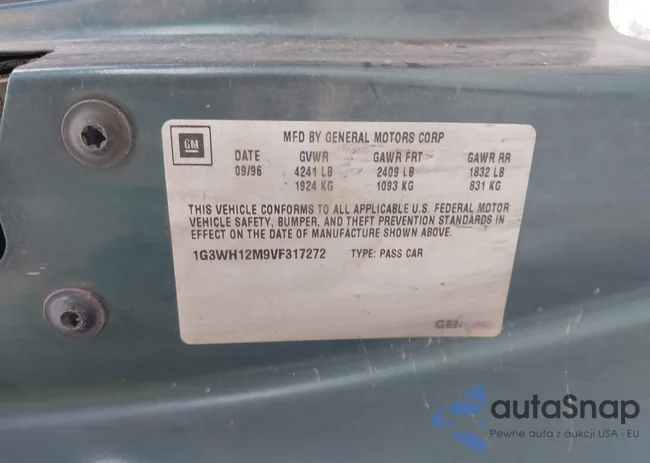 GM
MFD BY GENERAL MOTORS CORP
DATE GVWR GAWR FRT GAWR RR
09/96 4241 LB 2409 LB 1832 LB
1924 KG 1093 KG 831 KG
THIS VEHICLE CONFORMS TO ALL APPLICABLE U.S. FEDERAL MOTOR
VEHICLE SAFETY, BUMPER, AND THEFT PREVENTION STANDARDS IN
EFFECT ON THE DATE OF MANUFACTURE SHOWN ABOVE.
1G3WH12M9VF317272 TYPE: PASS CAR
autaSnap
Pewne auta z aukcji USA i EU